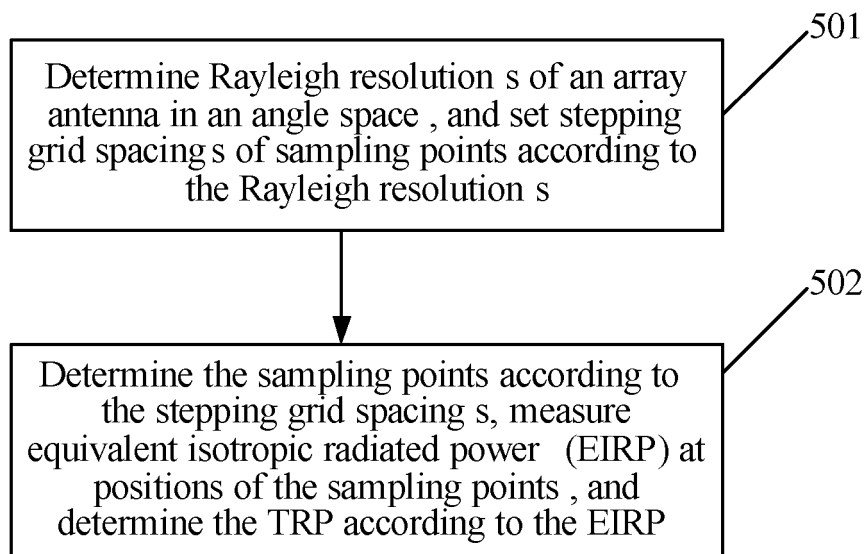 501
Determine Rayleigh resolution s of an array
antenna in an angle space , and set stepping
grid spacing s of sampling points according to
the Rayleigh resolution s
502
Determine the sampling points according to
the stepping grid spacing s, measure
equivalent isotropic radiated power (EIRP) at
positions of the sampling points , and
determine the TRP according to the EIRP